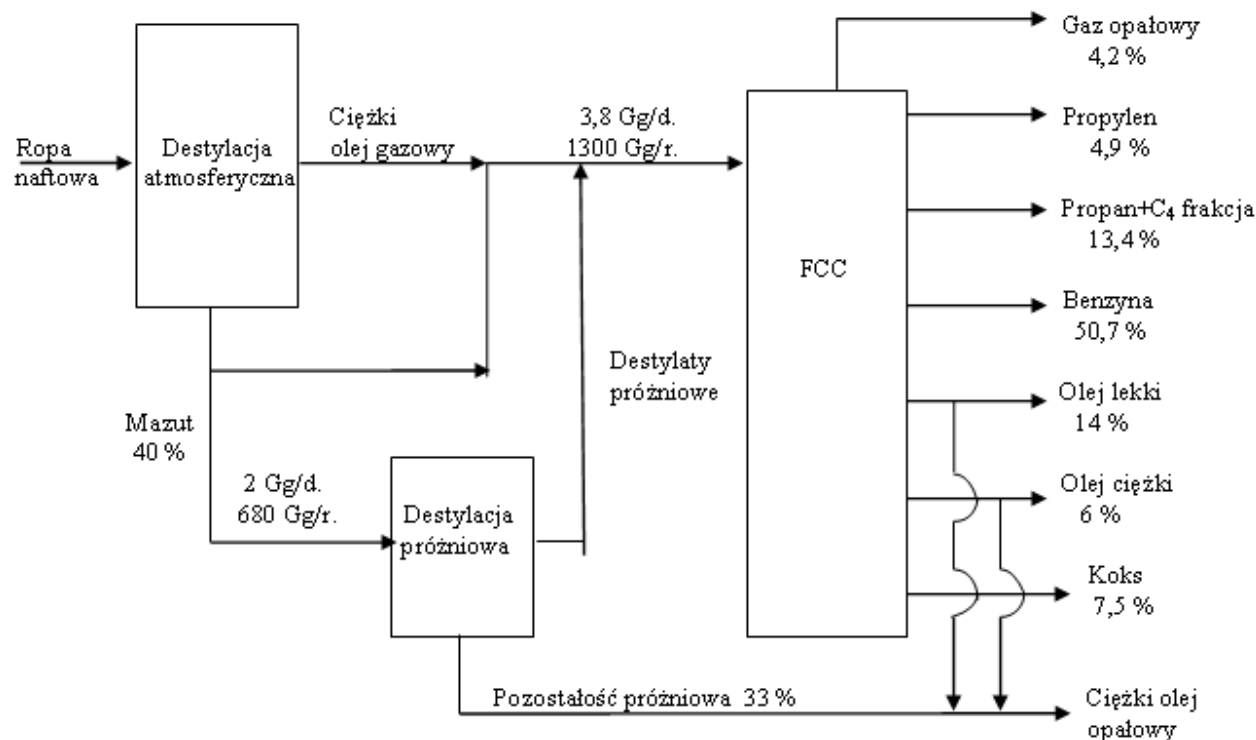 Ropa
naftowa
Destylacja
atmosferyczna
Ciężki
olej gazowy
3,8 Gg/d.
1300 Gg/r.
FCC
Mazut
40 %
2 Gg/d.
680 Gg/r.
Destylacja
próżniowa
Destylaty
próżniowe
Pozostałość próżniowa 33 %
Gaz opałowy
4,2 %
Propylen
4,9 %
Propan+C₄ frakcja
13,4 %
Benzyna
50,7 %
Olej lekki
14 %
Olej ciężki
6 %
Koks
7,5 %
Ciężki olej
opałowy